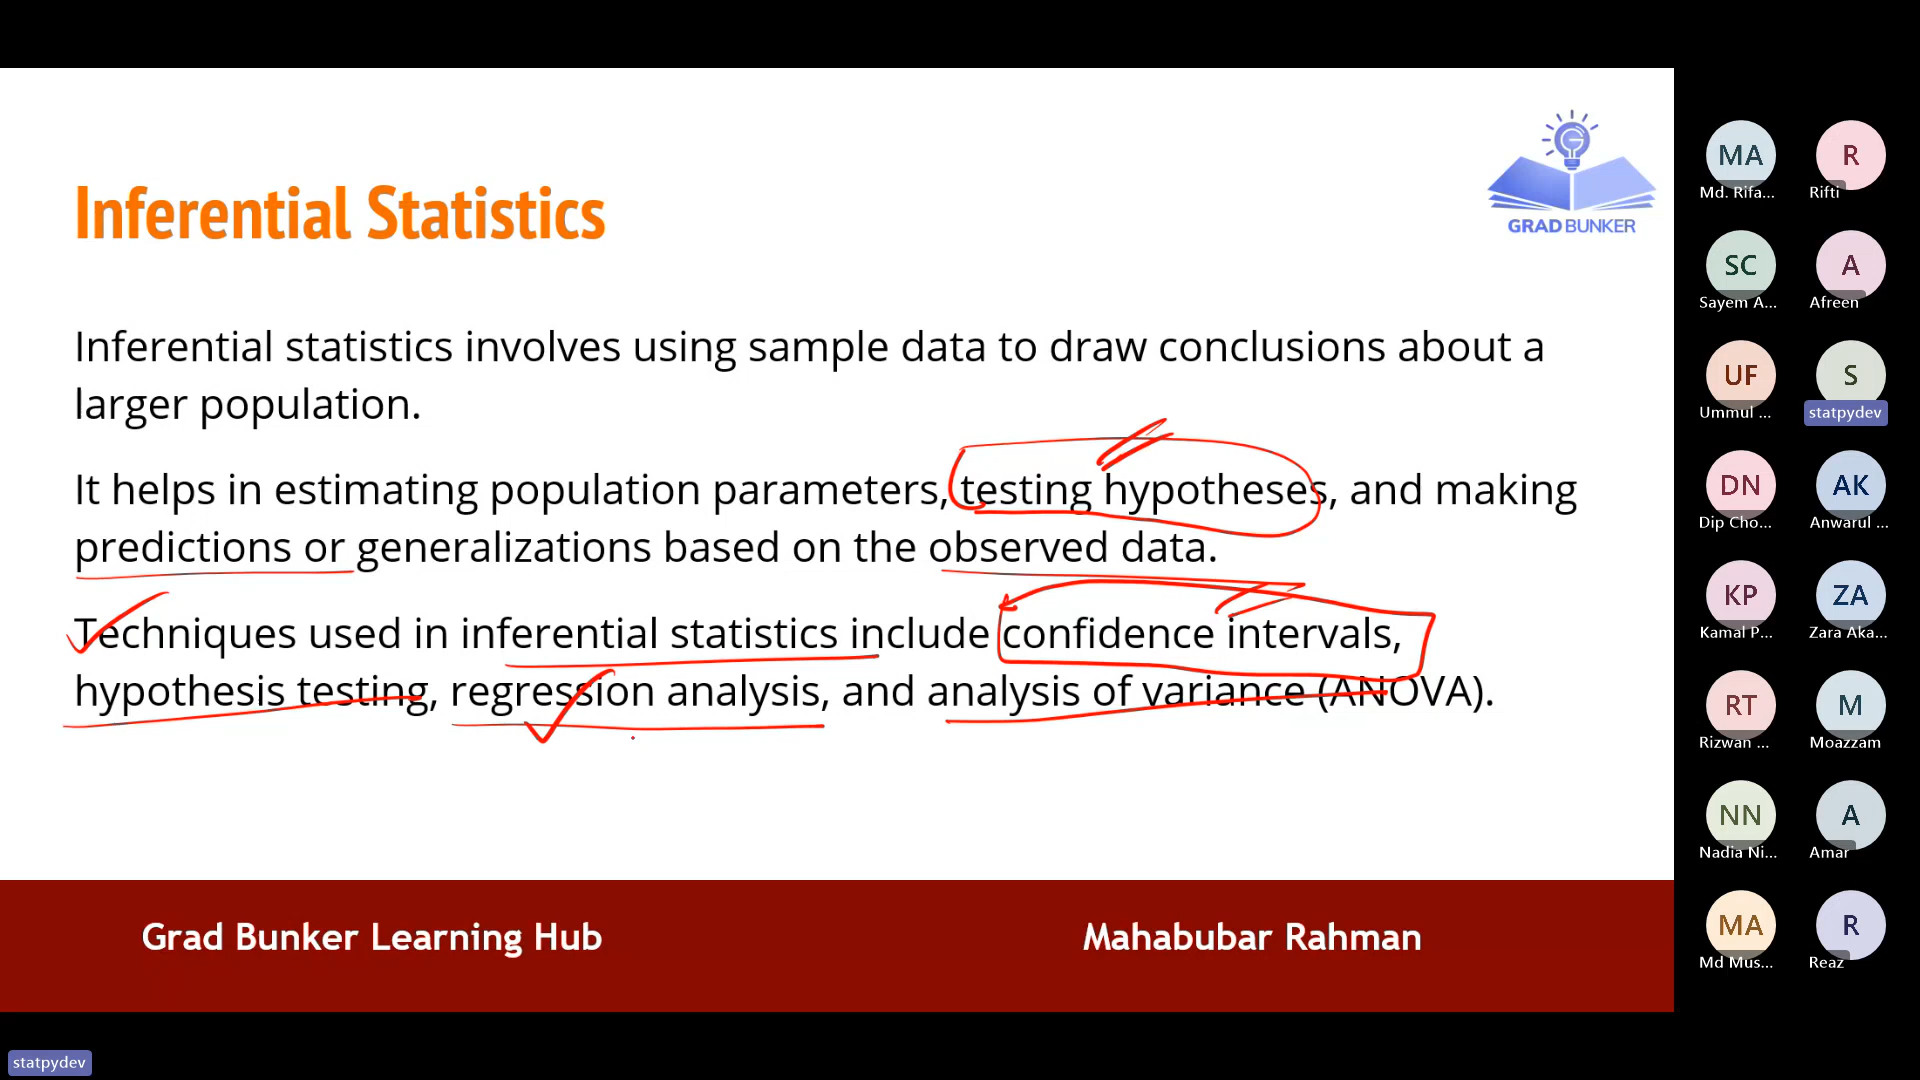 GRAD BUNKER
Inferential Statistics
Inferential statistics involves using sample data to draw conclusions about a
larger population.
It helps in estimating population parameters, testing hypotheses, and making
predictions or generalizations based on the observed data.
Techniques used in inferential statistics include confidence intervals,
hypothesis testing, regression analysis, and analysis of variance (ANOVA).
Grad Bunker Learning Hub
Mahabubar Rahman
MA
Md. Rifa...
R
Rifti
SC
Sayem A...
A
Afreen
UF
Ummul ...
S
statpydev
DN
Dip Cho...
AK
Anwarul ...
KP
Kamal P...
ZA
Zara Aka...
RT
Rizwan ...
M
Moazzam
NN
Nadia Ni...
A
Amar
MA
Md Mus...
R
Reaz
statpydev